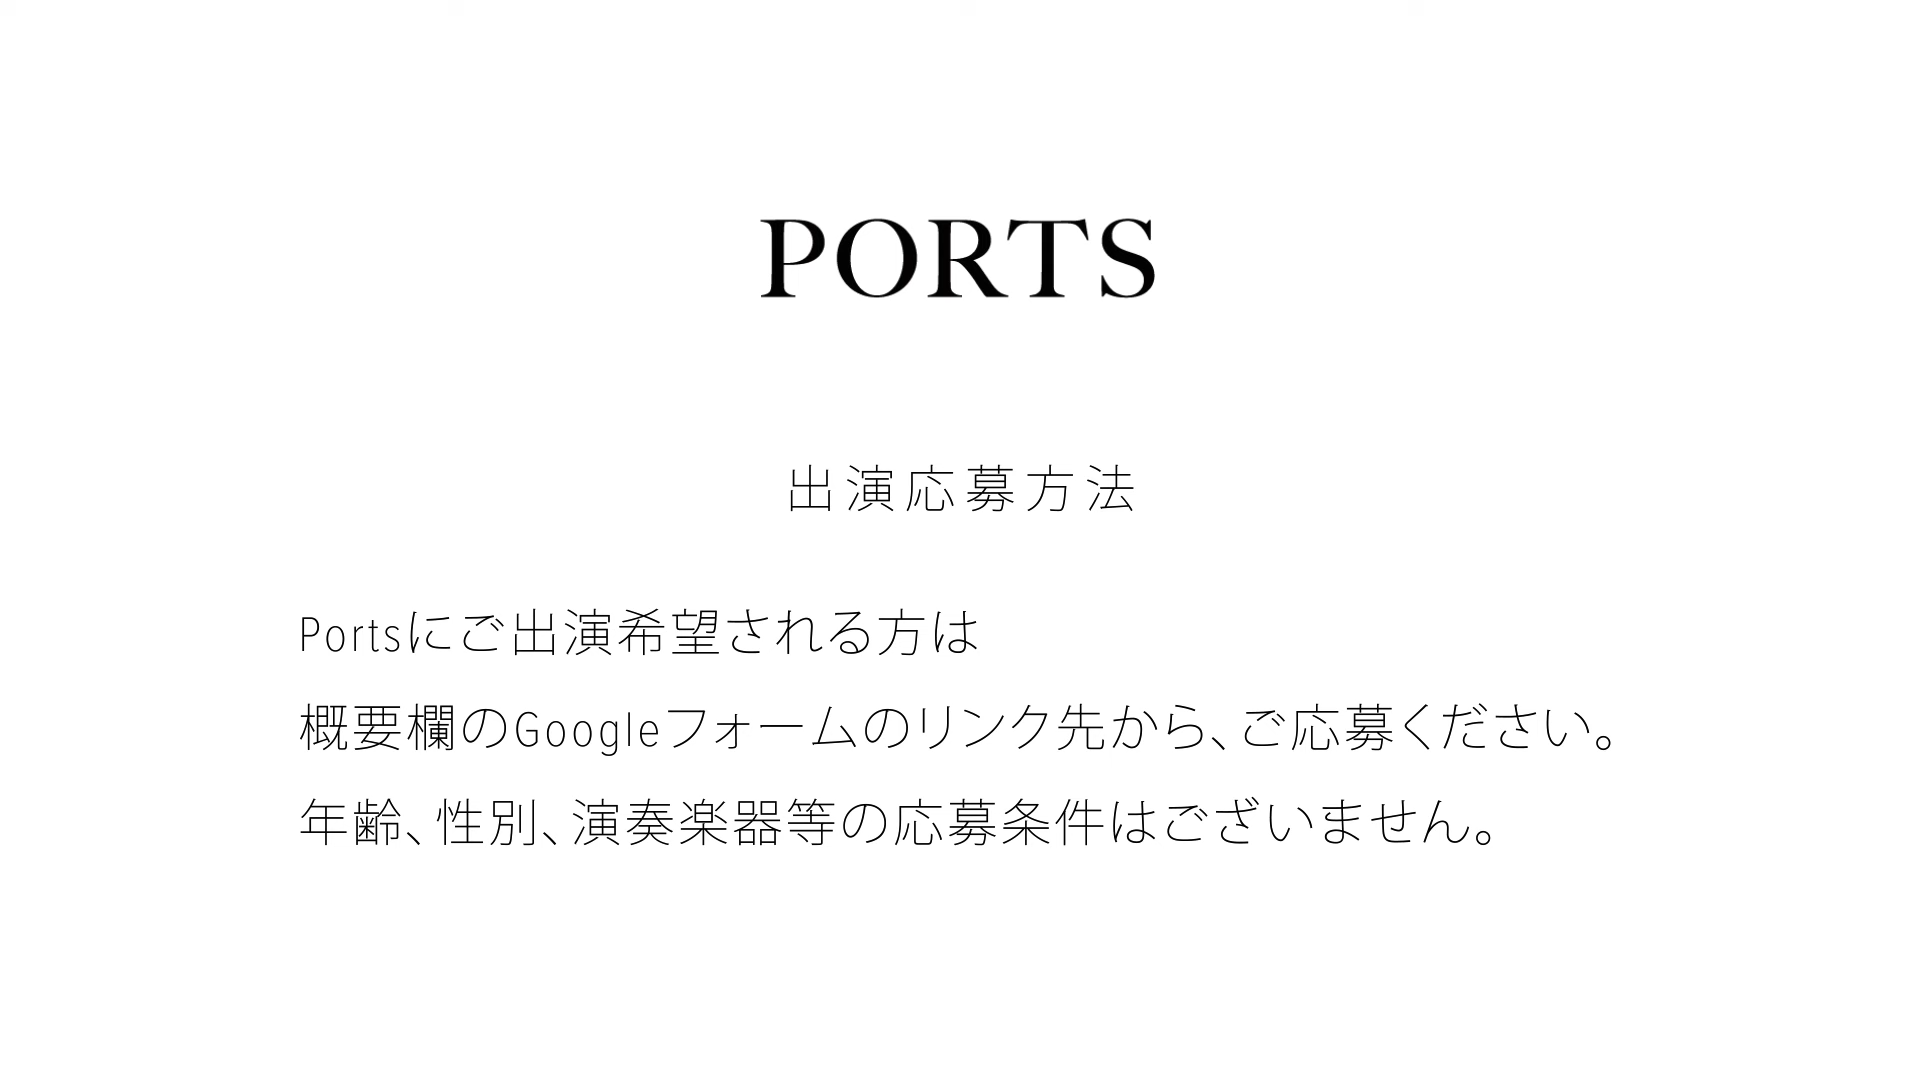 PORTS
出演応募方法
Portsにご出演希望される方は
概要欄のGoogleフォームのリンク先から、ご応募ください。
年齢、性別、演奏楽器等の応募条件はございません。